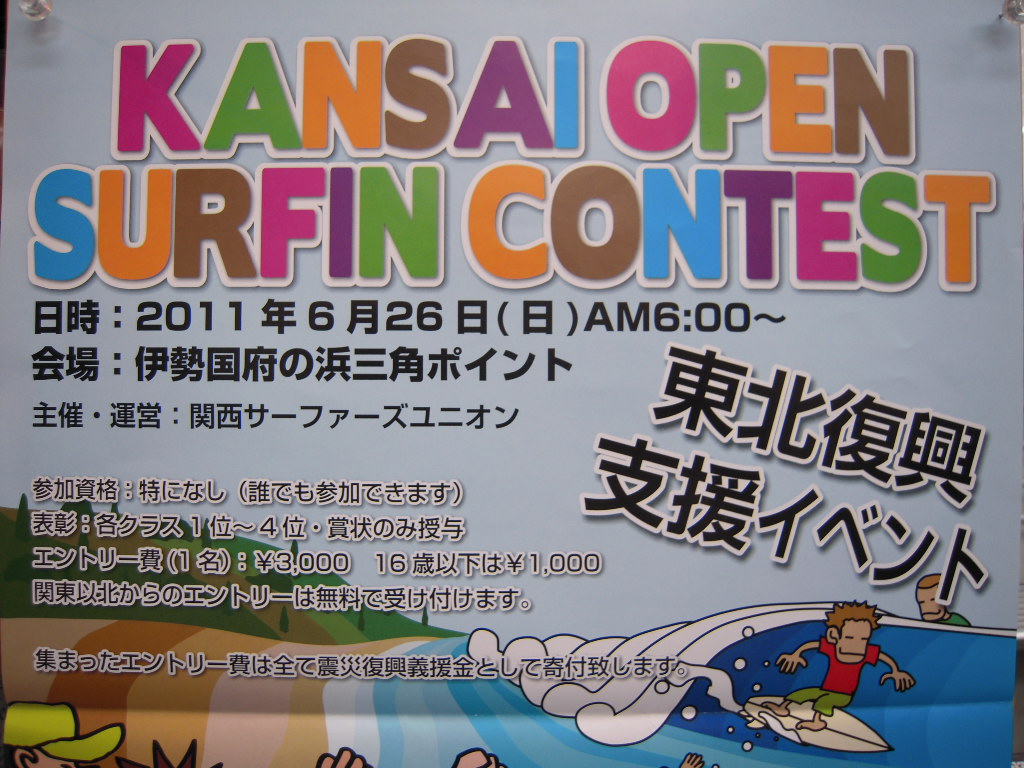 KANSAI OPEN
SURFIN CONTEST
日時：2011年6月26日(日)AM6:00～
会場：伊勢国府の浜三角ポイント
主催・運営：関西サーファーズユニオン
東北復興
支援イベント
参加資格：特になし（誰でも参加できます）
表彰：各クラス1位～4位・賞状のみ授与
エントリー費(1名)：￥3,000　16歳以下は￥1,000
関東以北からのエントリーは無料で受け付けます。
集まったエントリー費は全て震災復興義援金として寄付致します。